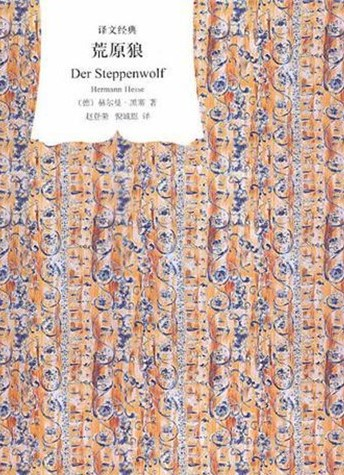 译文经典
荒原狼
Der Steppenwolf
Hermann Hesse
〔德〕赫尔曼·黑塞 著
赵登荣 倪诚恩 译